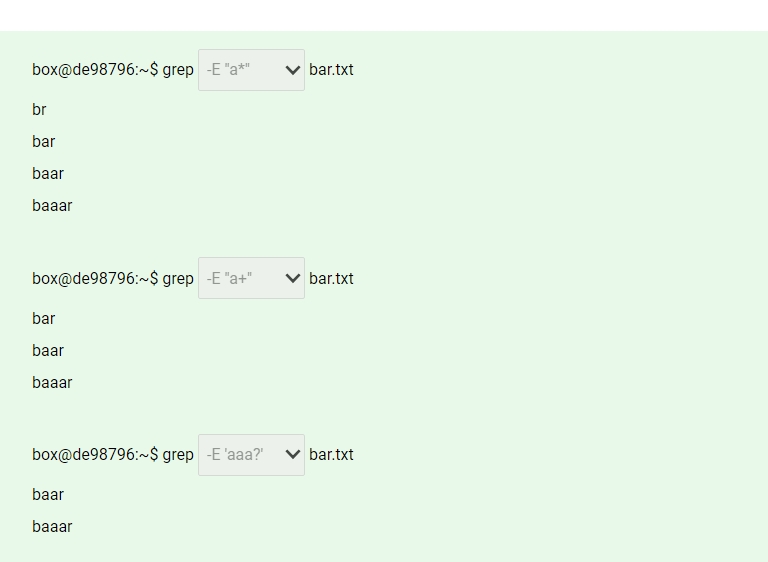 box@de98796:~$ grep -E "a*" bar.txt
br
bar
baar
baaar
box@de98796:~$ grep -E "a+" bar.txt
bar
baar
baaar
box@de98796:~$ grep -E 'aaa?' bar.txt
baar
baaar